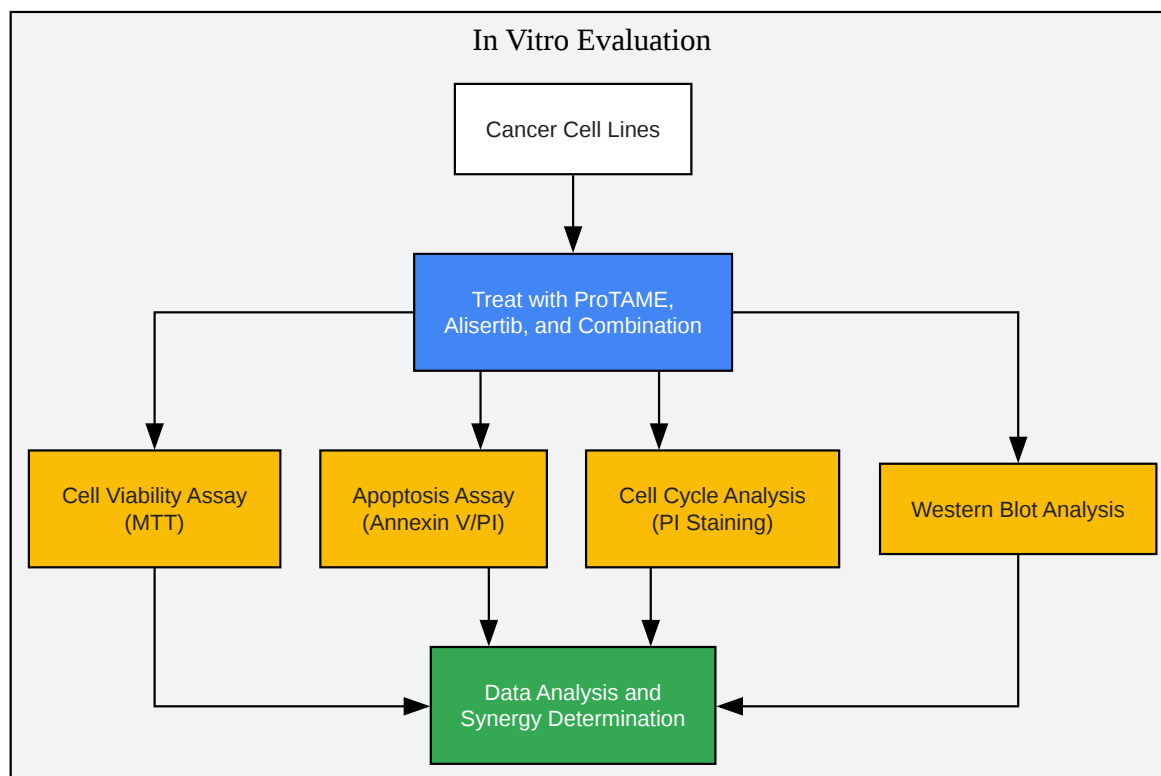 In Vitro Evaluation
Cancer Cell Lines
Treat with ProTAME,
Alisertib, and Combination
Cell Viability Assay
(MTT)
Apoptosis Assay
(Annexin V/PI)
Cell Cycle Analysis
(PI Staining)
Western Blot Analysis
Data Analysis and
Synergy Determination